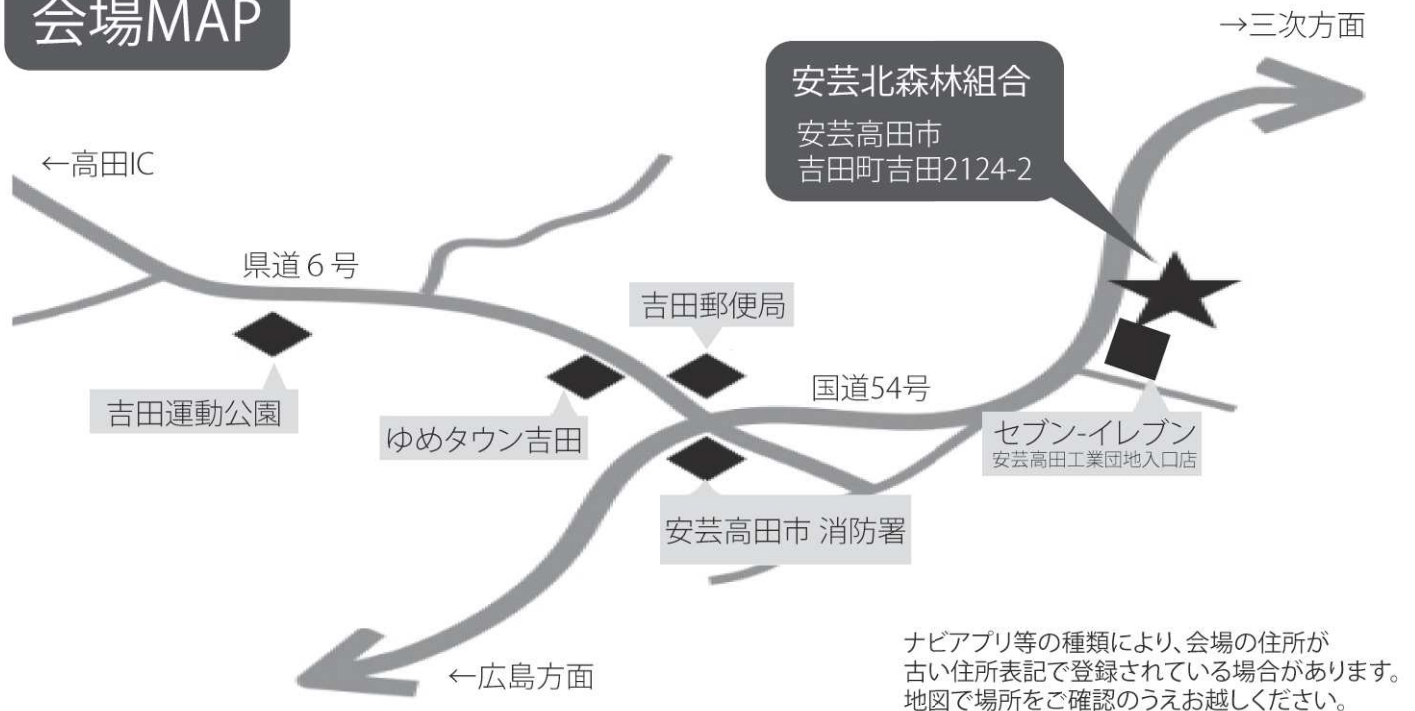 会場MAP
→三次方面
安芸北森林組合
安芸高田市
吉田町吉田2124-2
←高田IC
県道6号
吉田郵便局
国道54号
吉田運動公園
ゆめタウン吉田
セブン-イレブン
安芸高田工業団地入口店
安芸高田市 消防署
←広島方面
ナビアプリ等の種類により、会場の住所が
古い住所表記で登録されている場合があります。
地図で場所をご確認のうえお越しください。